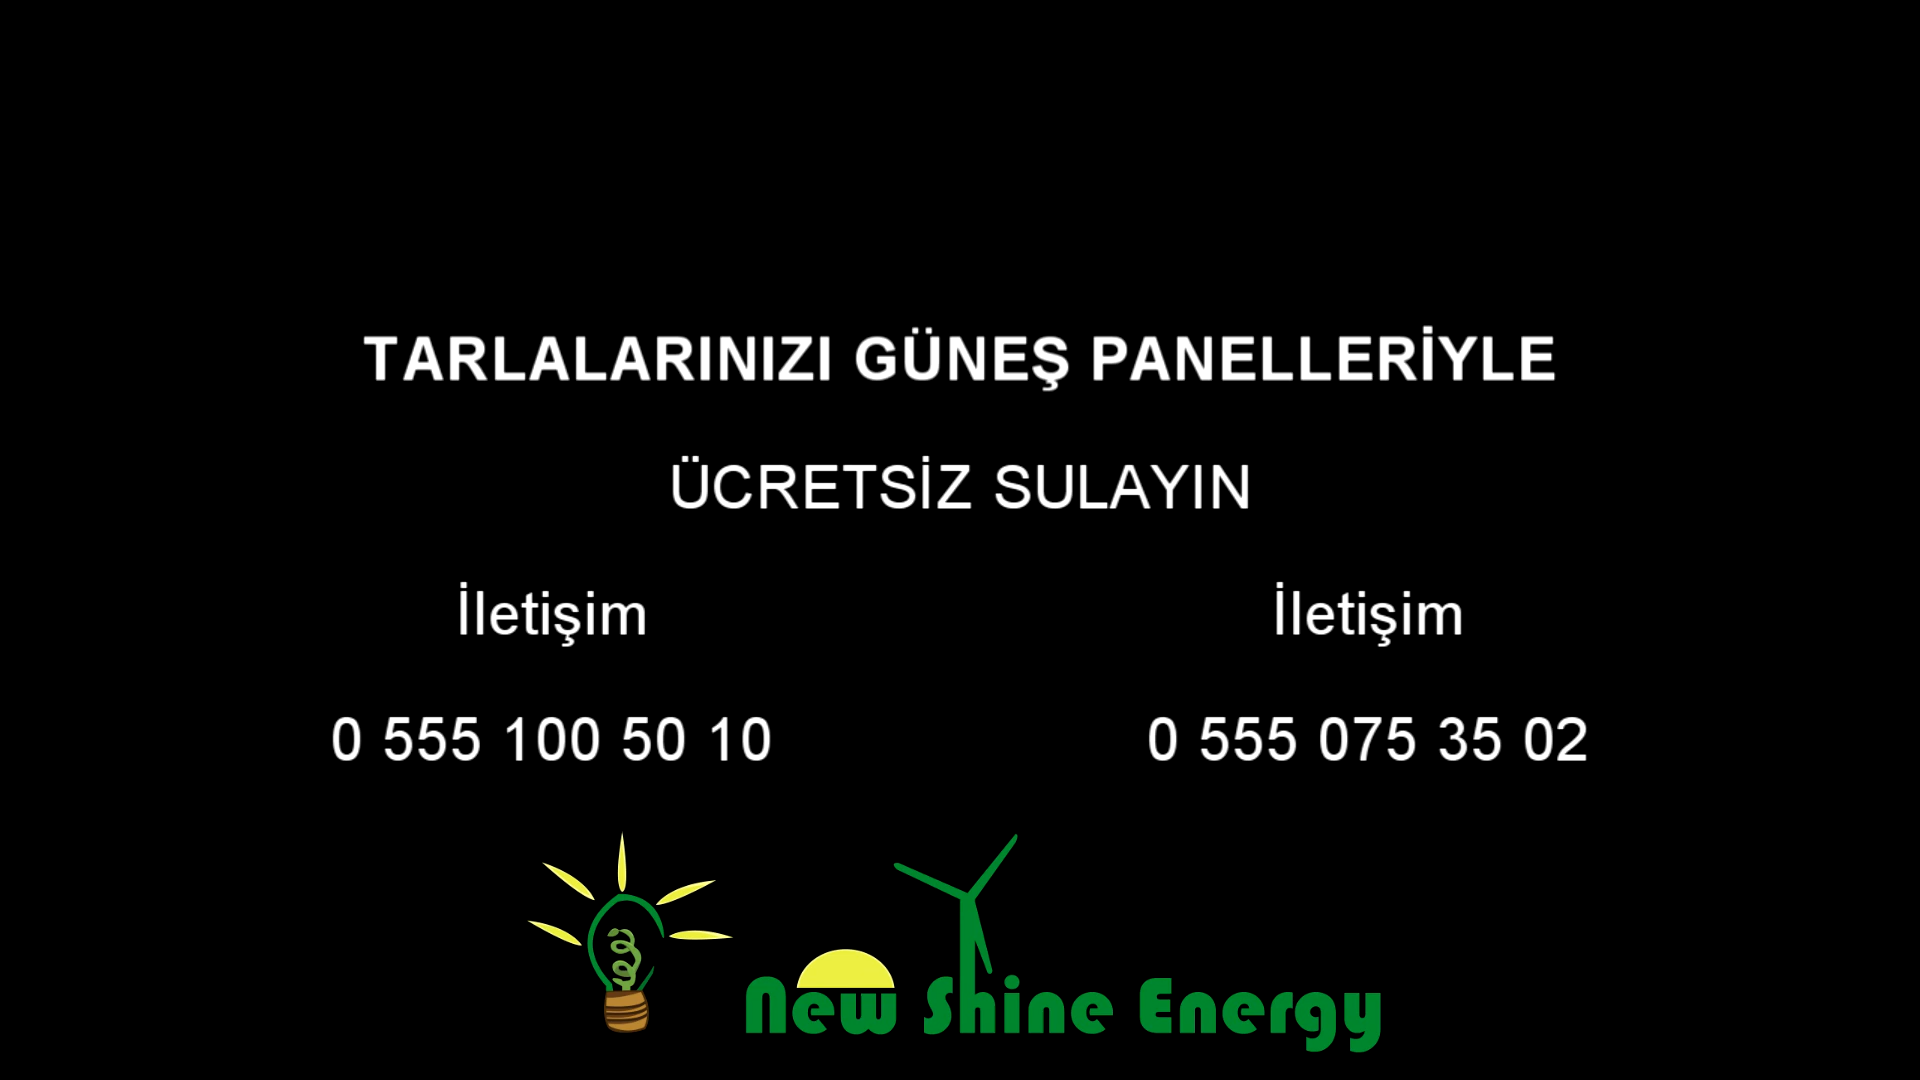 TARLALARINIZI GÜNEŞ PANELLERİYLE
ÜCRETSİZ SULAYIN
İletişim İletişim
0 555 100 50 10 0 555 075 35 02
New Shine Energy